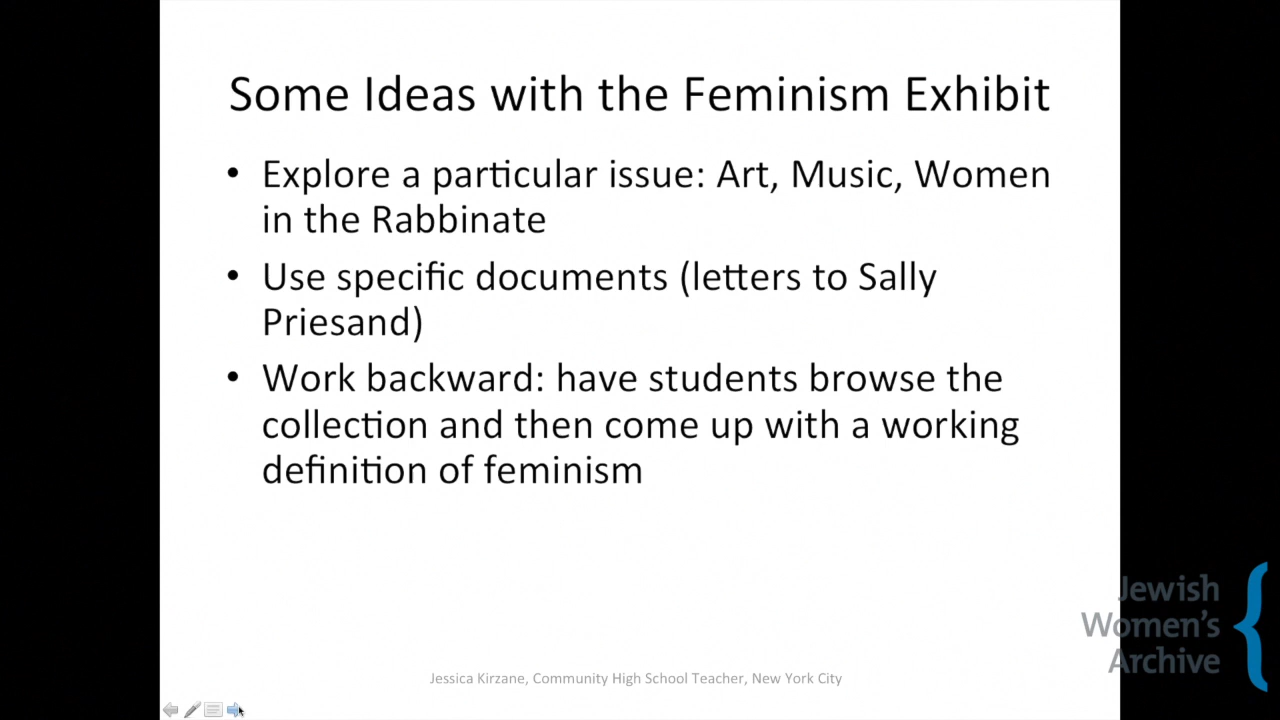 Some Ideas with the Feminism Exhibit
• Explore a particular issue: Art, Music, Women
in the Rabbinate
• Use specific documents (letters to Sally
Priesand)
• Work backward: have students browse the
collection and then come up with a working
definition of feminism
Jewish
Women's
Archive
Jessica Kirzane, Community High School Teacher, New York City